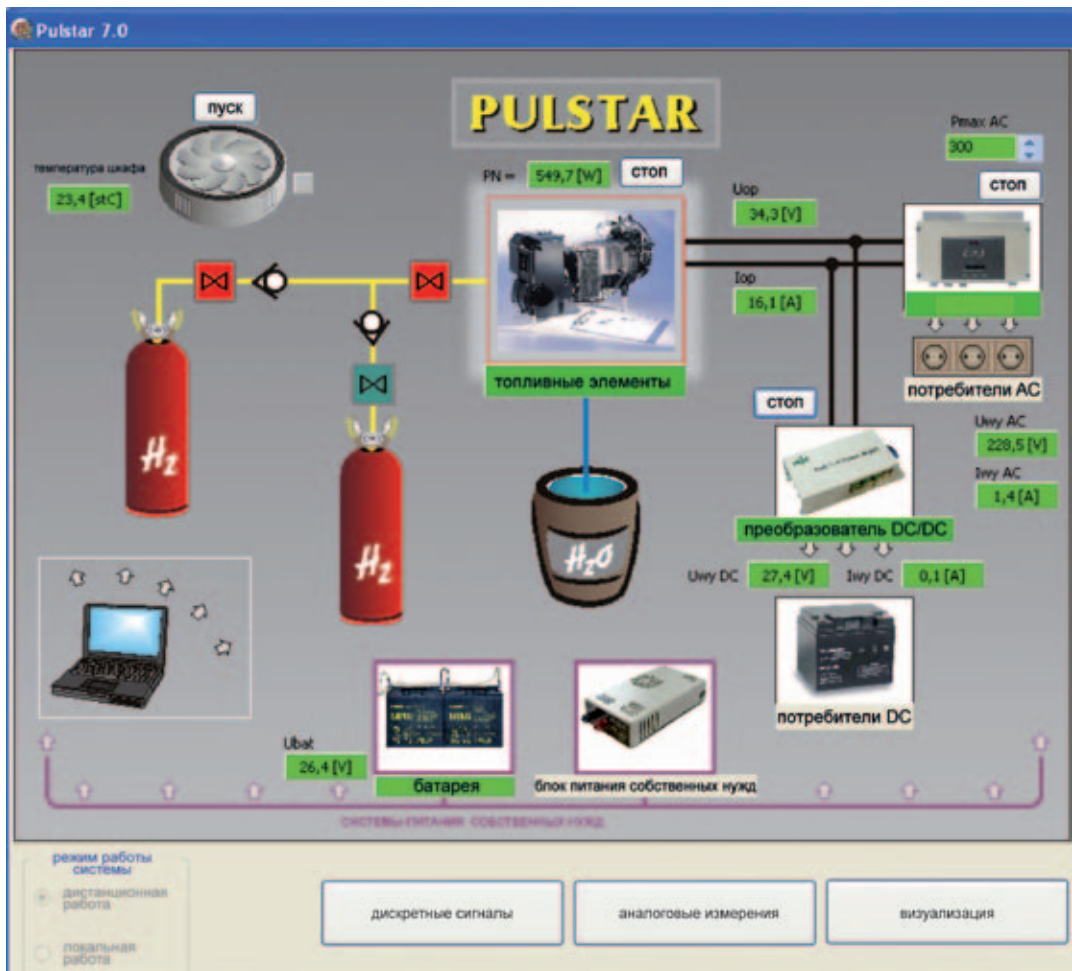 Pulstar 7.0
пуск
PULSTAR
Pmax AC
300
температура шкафа
23,4 [stC]
PN =
549,7 [W]
стоп
стоп
Uop
34,3 [V]
Iop
16,1 [A]
H2
H2
топливные элементы
потребители AC
стоп
Uwy AC
228,5 [V]
Iwy AC
1,4 [A]
преобразователь DC/DC
H2O
Uwy DC
27,4 [V]
Iwy DC
0,1 [A]
потребители DC
Ubat
26,4 [V]
батарея
блок питания собственных нужд
СИСТЕМЫ ПИТАНИЯ СОБСТВЕННЫХ НУЖД
режим работы
системы
дистанционная
работа
локальная
работа
дискретные сигналы
аналоговые измерения
визуализация